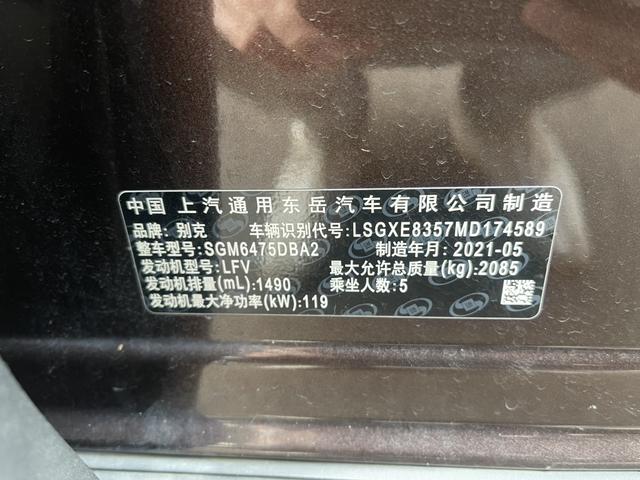 中国 上汽通用东岳汽车有限公司制造
品牌：别克 车辆识别代号：LSGXE8357MD174589
整车型号：SGM6475DBA2 制造年月：2021-05
发动机型号：LFV 最大允许总质量(kg)：2085
发动机排量(mL)：1490 乘坐人数：5
发动机最大净功率(kW)：119